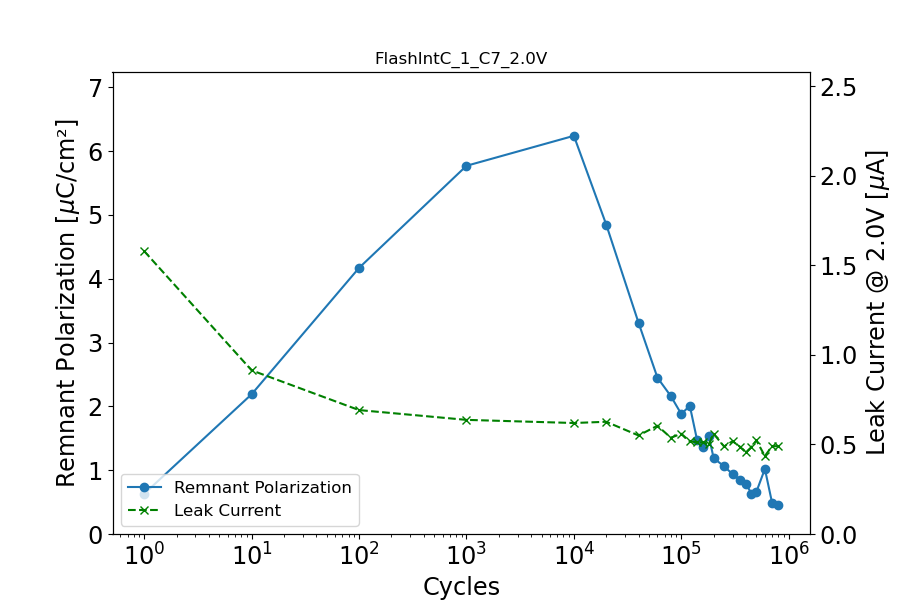 FlashIntC_1_C7_2.0V
Remnant Polarization [μC/cm²]
7
6
5
4
3
2
1
0
2.5
2.0
1.5
1.0
0.5
0.0
Leak Current @ 2.0V [μA]
Remnant Polarization
Leak Current
10⁰ 10¹ 10² 10³ 10⁴ 10⁵ 10⁶
Cycles